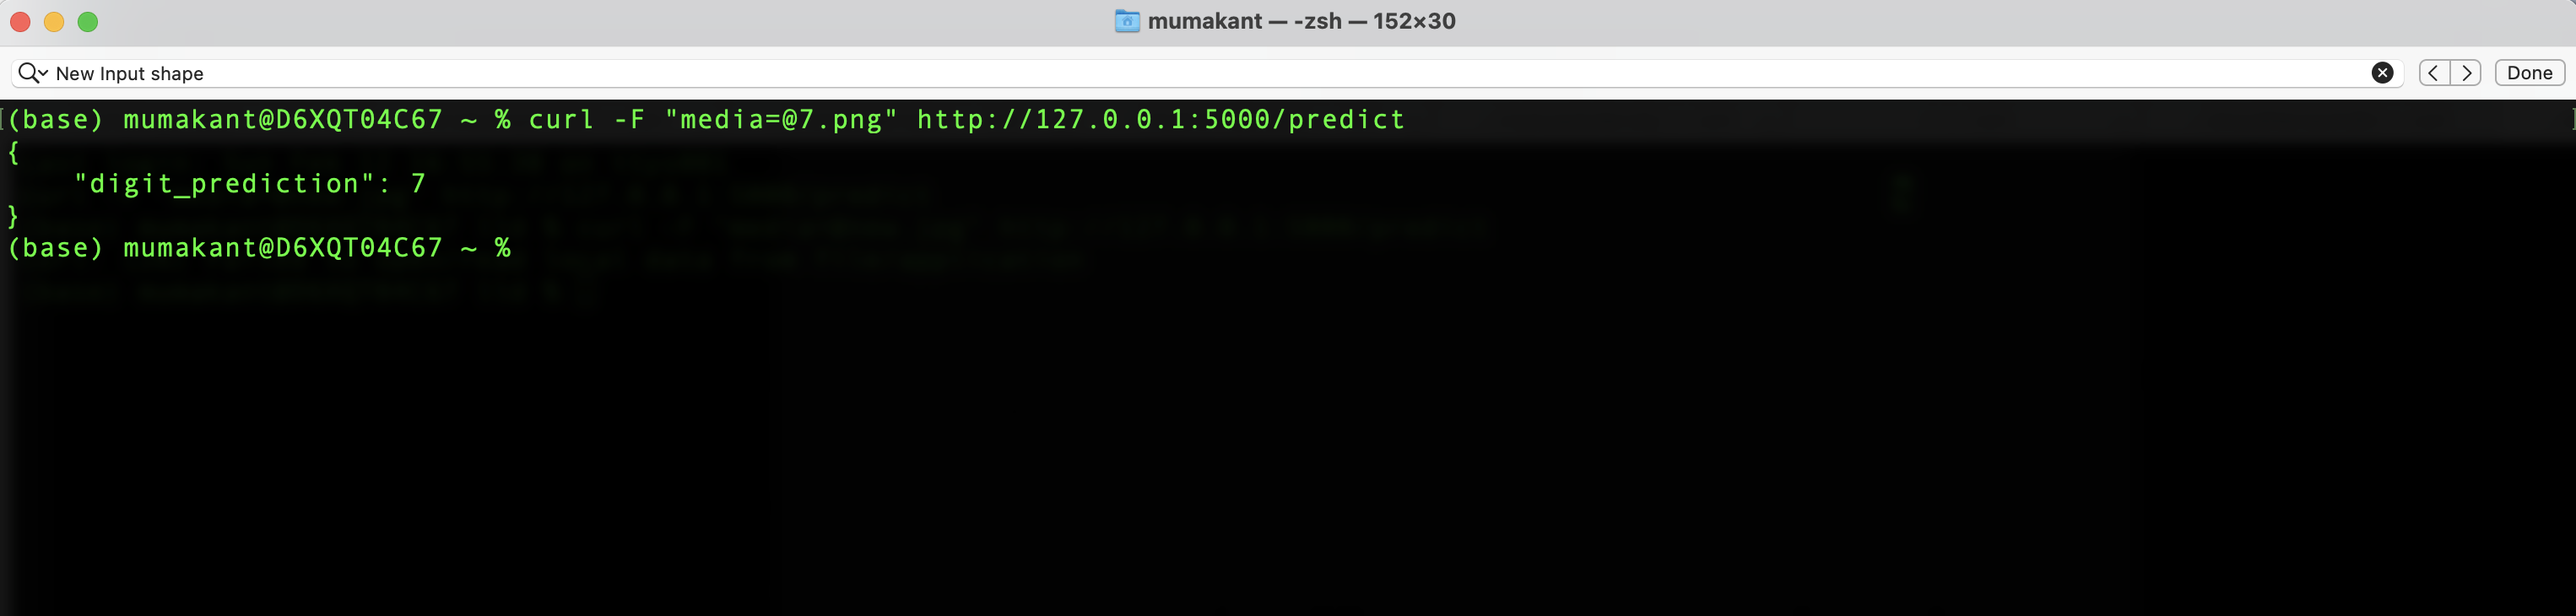 mumakant — -zsh — 152×30
New Input shape
Done
(base) mumakant@D6XQT04C67 ~ % curl -F "media=@7.png" http://127.0.0.1:5000/predict
{
    "digit_prediction": 7
}
(base) mumakant@D6XQT04C67 ~ %